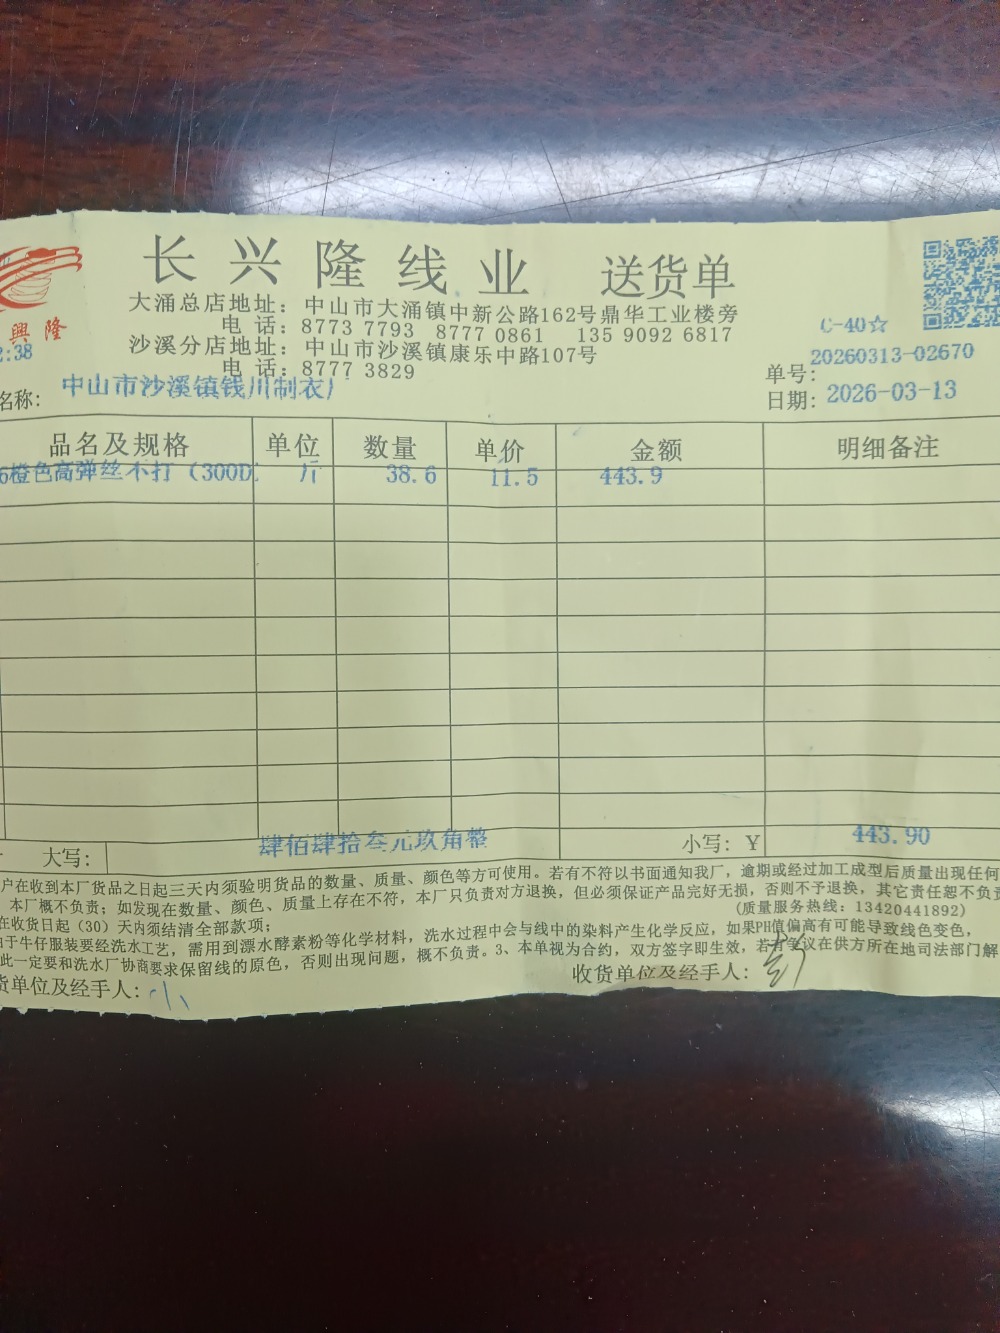 长兴隆线业 送货单
興隆
大涌总店地址：中山市大涌镇中新公路162号鼎华工业楼旁
电 话：8773 7793 8777 0861 135 9092 6817
C-40☆
沙溪分店地址：中山市沙溪镇康乐中路107号
2:38
单号：20260313-02670
电 话：8777 3829
名称：中山市沙溪镇钱川制衣厂
日期：2026-03-13
品名及规格 单位 数量 单价 金额 明细备注
6橙色高弹丝不打（300D 斤 38.6 11.5 443.9
大写：肆佰肆拾叁元玖角整 小写：Y 443.90
户在收到本厂货品之日起三天内须验明货品的数量、质量、颜色等方可使用。若有不符以书面通知我厂，逾期或经过加工成型后质量出现任何
本厂概不负责；如发现在数量、颜色、质量上存在不符，本厂只负责对方退换，但必须保证产品完好无损，否则不予退换，其它责任恕不负责
(质量服务热线：13420441892)
在收货日起（30）天内须结清全部款项；
于牛仔服装要经洗水工艺，需用到漂水酵素粉等化学材料，洗水过程中会与线中的染料产生化学反应，如果PH值偏高有可能导致线色变色，
此一定要和洗水厂协商要求保留线的原色，否则出现问题，概不负责。3、本单视为合约，双方签字即生效，若有争议在供方所在地司法部门解
货单位及经手人： 收货单位及经手人：